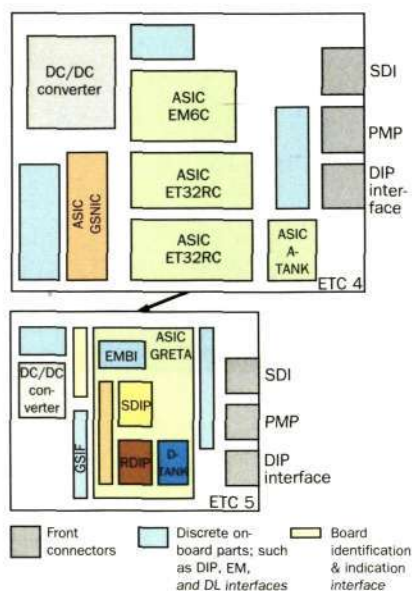 DC/DC
converter
ASIC
EM6C
SDI
PMP
DIP
inter-
face
ASIC
GSNIC
ASIC
ET32RC
ASIC
ET32RC
ASIC
A-
TANK
ETC 4
ASIC
GRETA
EMBI
DC/DC
con-
verter
SDIP
GSIF
RDIP
D-
TANK
SDI
PMP
DIP
interface
ETC 5
Front
connectors
Discrete on-
board parts; such
as DIP, EM,
and DL interfaces
Board
identification
& indication
interface